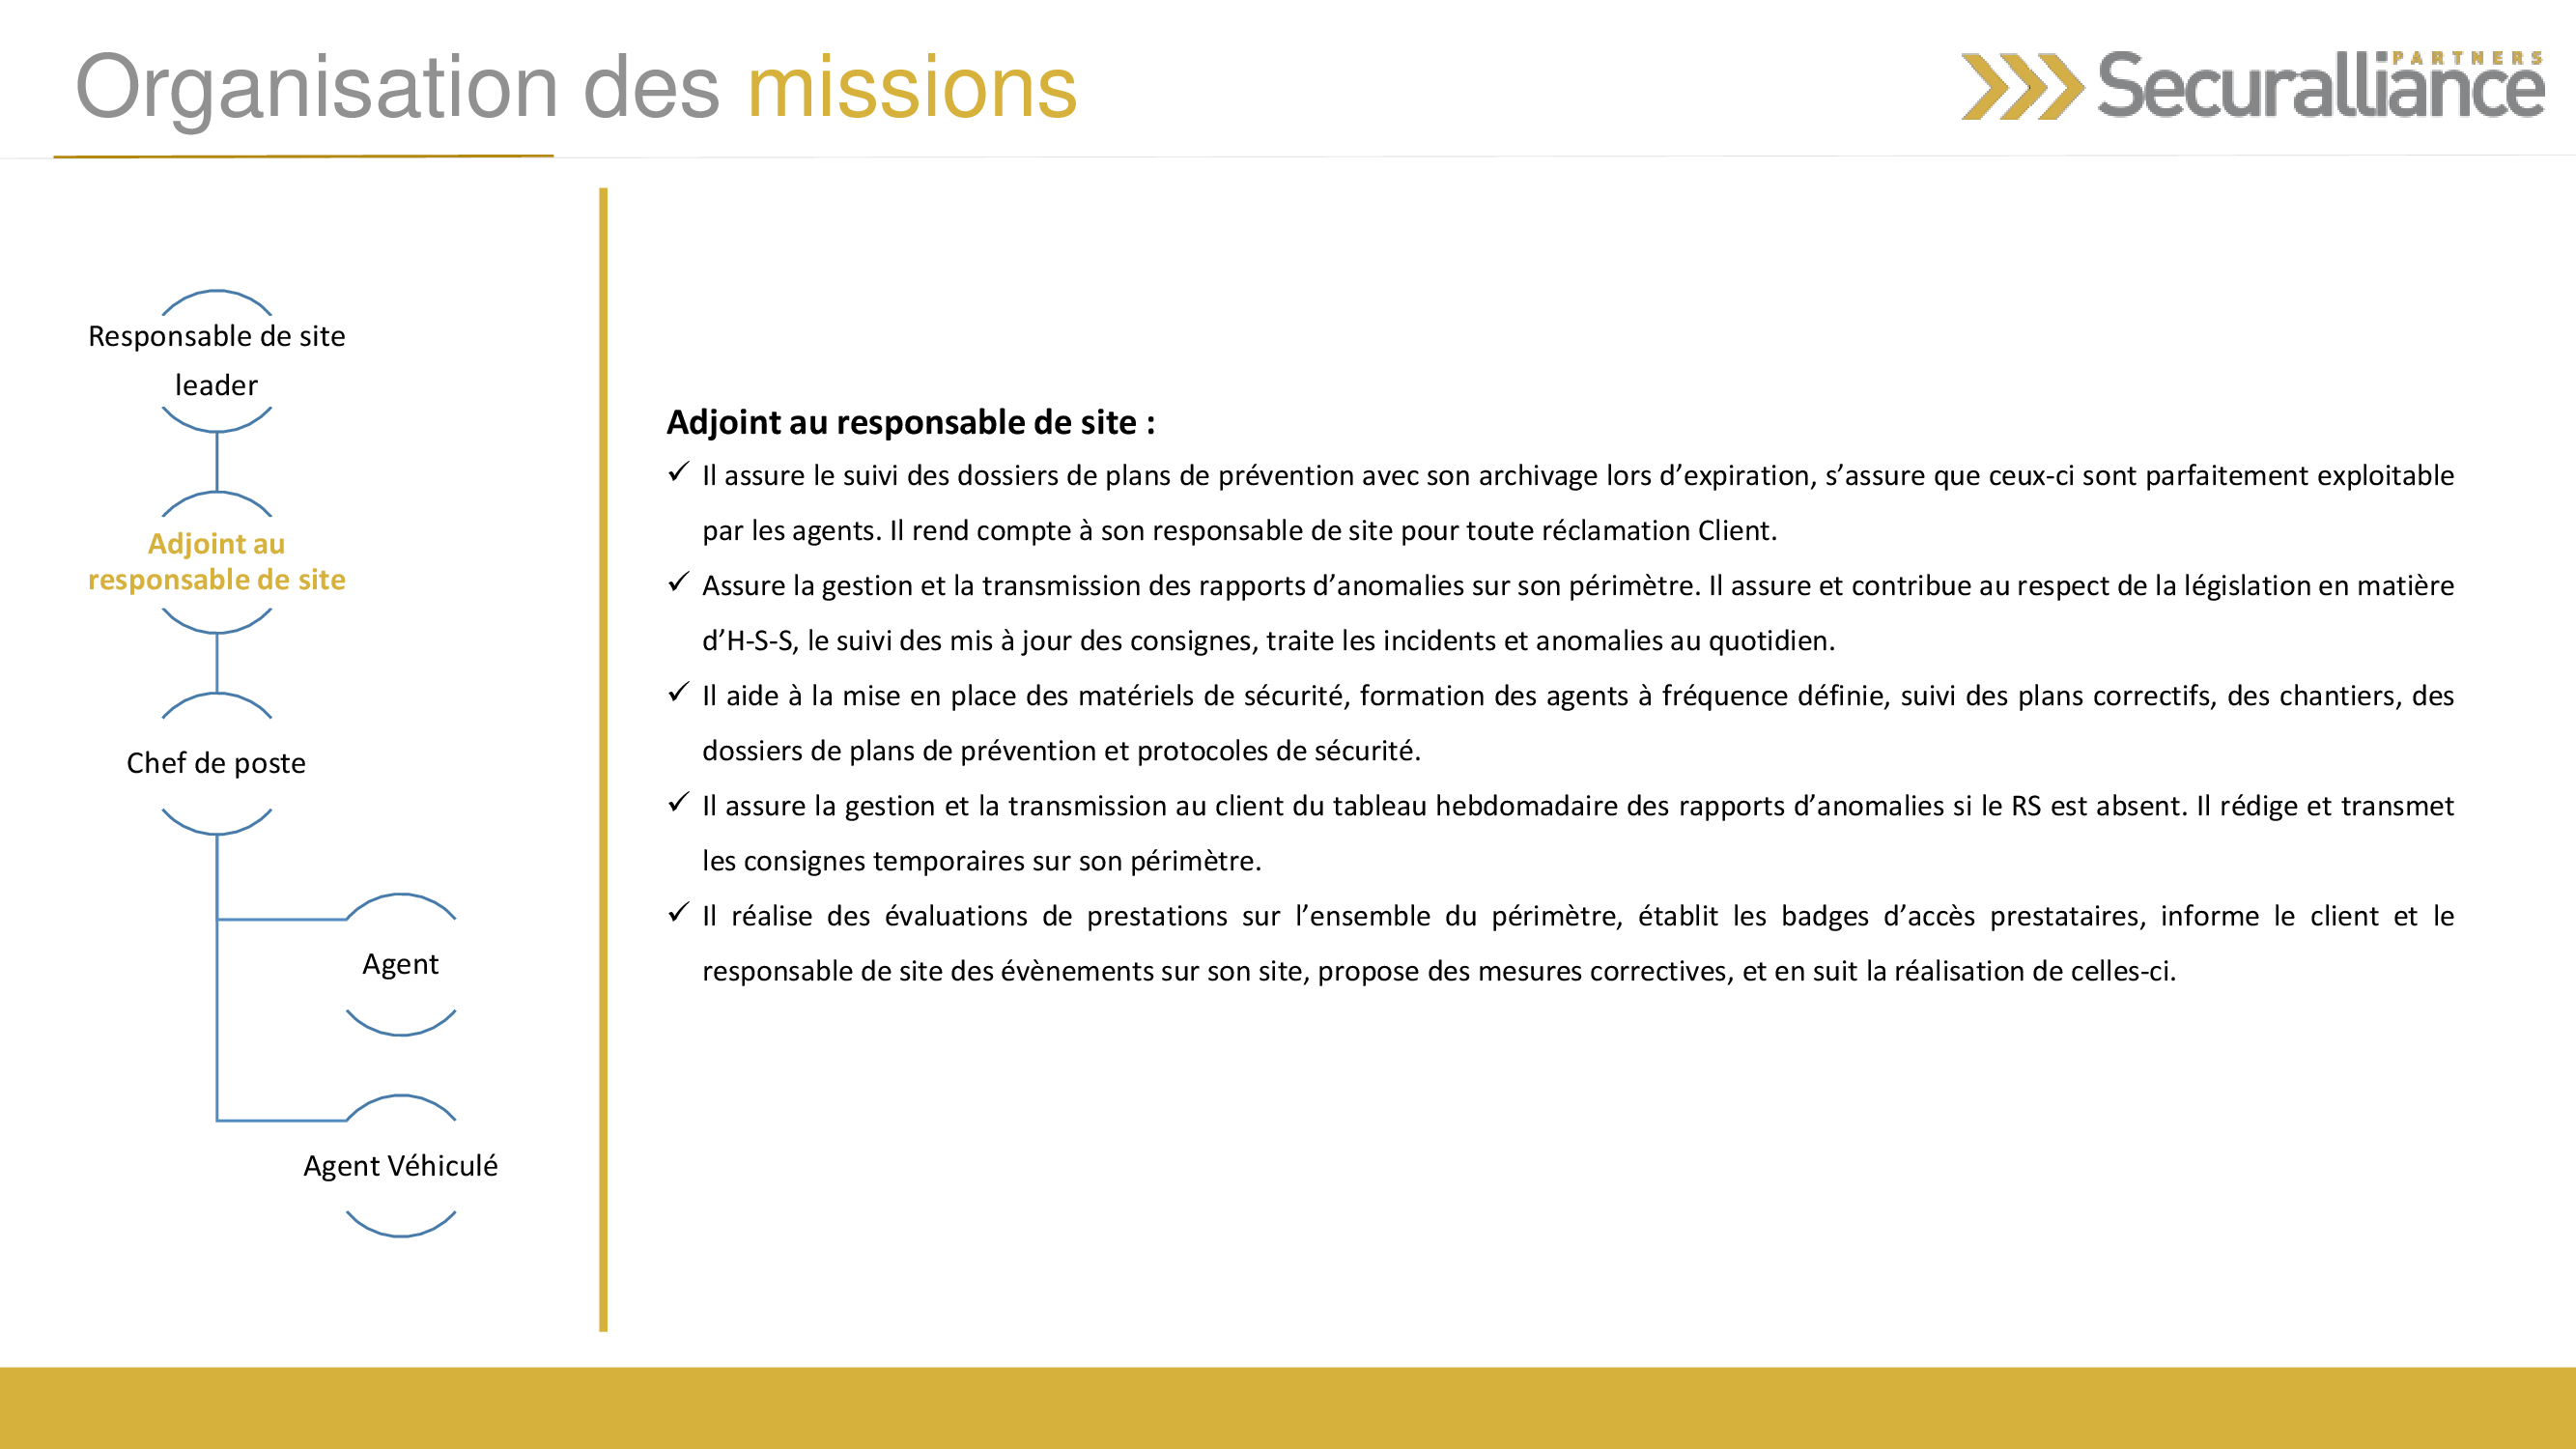 Organisation des missions
PARTNERS
Securalliance
Responsable de site
leader
Adjoint au
responsable de site
Chef de poste
Agent
Agent Véhiculé
Adjoint au responsable de site :
✓ Il assure le suivi des dossiers de plans de prévention avec son archivage lors d’expiration, s’assure que ceux-ci sont parfaitement exploitable
par les agents. Il rend compte à son responsable de site pour toute réclamation Client.
✓ Assure la gestion et la transmission des rapports d’anomalies sur son périmètre. Il assure et contribue au respect de la législation en matière
d’H-S-S, le suivi des mis à jour des consignes, traite les incidents et anomalies au quotidien.
✓ Il aide à la mise en place des matériels de sécurité, formation des agents à fréquence définie, suivi des plans correctifs, des chantiers, des
dossiers de plans de prévention et protocoles de sécurité.
✓ Il assure la gestion et la transmission au client du tableau hebdomadaire des rapports d’anomalies si le RS est absent. Il rédige et transmet
les consignes temporaires sur son périmètre.
✓ Il réalise des évaluations de prestations sur l’ensemble du périmètre, établit les badges d’accès prestataires, informe le client et le
responsable de site des évènements sur son site, propose des mesures correctives, et en suit la réalisation de celles-ci.